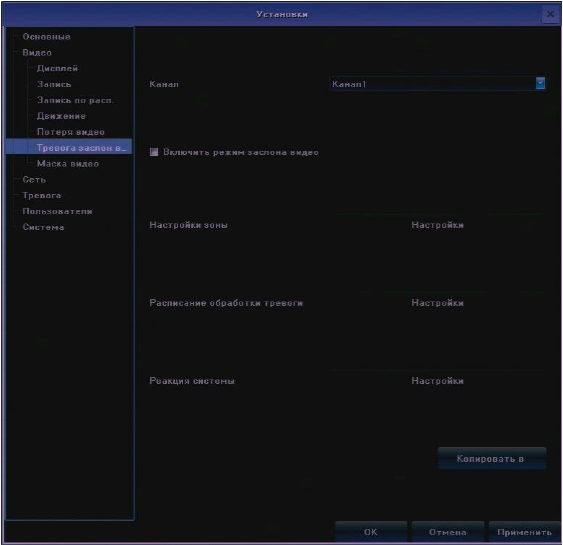 Установки
Основные
Видео
Дисплей
Запись
Запись по расп.
Движение
Потеря видео
Тревога заслон в...
Маска видео
Сеть
Тревога
Пользователи
Система
Канал
Канал1
Включить режим заслона видео
Настройки зоны
Настройки
Расписание обработки тревоги
Настройки
Реакция системы
Настройки
Копировать в
OK
Отмена
Применить